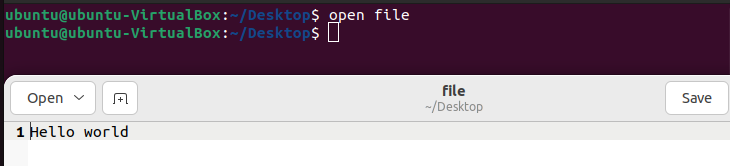 ubuntu@ubuntu-VirtualBox:~/Desktop$ open file
ubuntu@ubuntu-VirtualBox:~/Desktop$
Open file Save
~/Desktop
1 Hello world